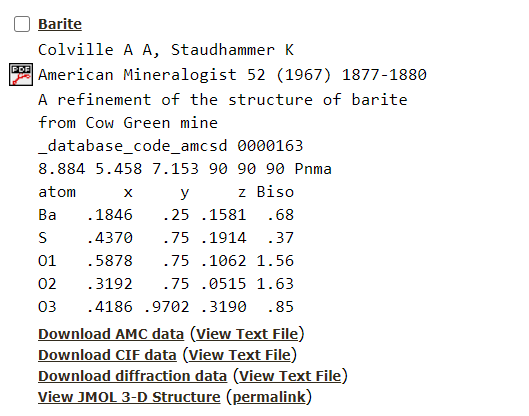 Barite
Colville A A, Staudhammer K
PDF
American Mineralogist 52 (1967) 1877-1880
A refinement of the structure of barite
from Cow Green mine
_database_code_amcsd 0000163
8.884 5.458 7.153 90 90 90 Pnma
atom x y z Biso
Ba .1846 .25 .1581 .68
S .4370 .75 .1914 .37
O1 .5878 .75 .1062 1.56
O2 .3192 .75 .0515 1.63
O3 .4186 .9702 .3190 .85
Download AMC data (View Text File)
Download CIF data (View Text File)
Download diffraction data (View Text File)
View JMOL 3-D Structure (permalink)